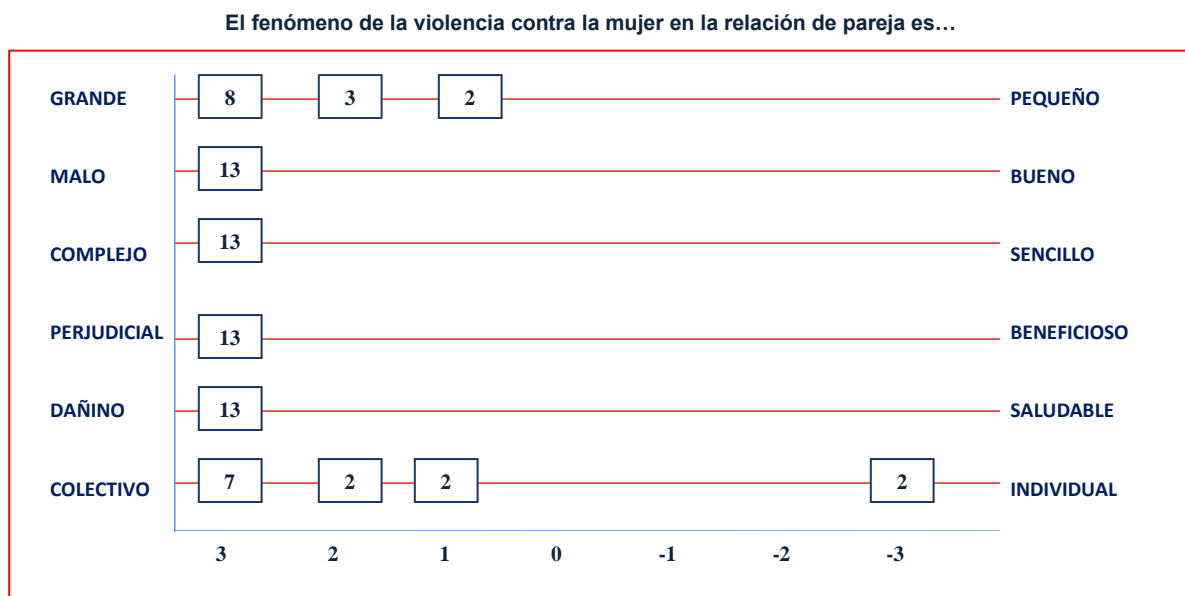 El fenómeno de la violencia contra la mujer en la relación de pareja es…
GRANDE 8 3 2 PEQUEÑO
MALO 13 BUENO
COMPLEJO 13 SENCILLO
PERJUDICIAL 13 BENEFICIOSO
DAÑINO 13 SALUDABLE
COLECTIVO 7 2 2 2 INDIVIDUAL
3 2 1 0 -1 -2 -3